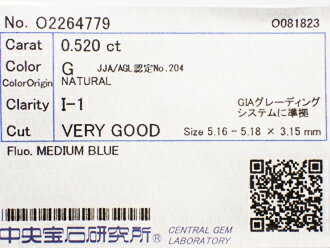 No. O2264779 O081823
Carat 0.520 ct
Color G JJA/AGL認定No.204
ColorOrigin NATURAL
Clarity I-1 GIAグレーディングシステムに準拠
Cut VERY GOOD Size 5.16 - 5.18 × 3.15 mm
Fluo. MEDIUM BLUE
中央宝石研究所® CENTRAL GEM LABORATORY